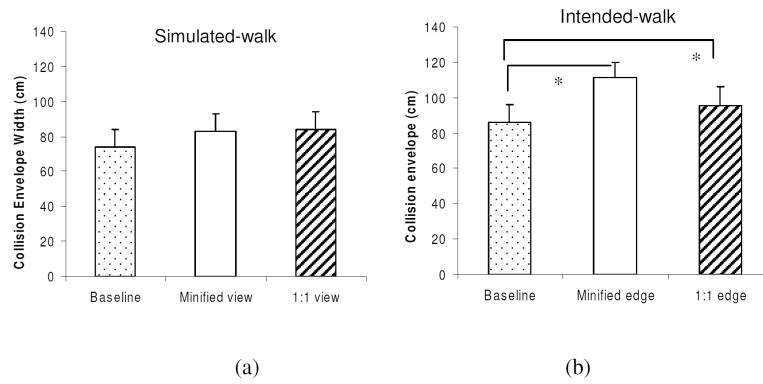 Simulated-walk
Collision Envelope Width (cm)
140
120
100
80
60
40
20
0
Baseline
Minified view
1:1 view
(a)
Intended-walk
Collision envelope (cm)
140
120
100
80
60
40
20
0
*
*
Baseline
Minified edge
1:1 edge
(b)